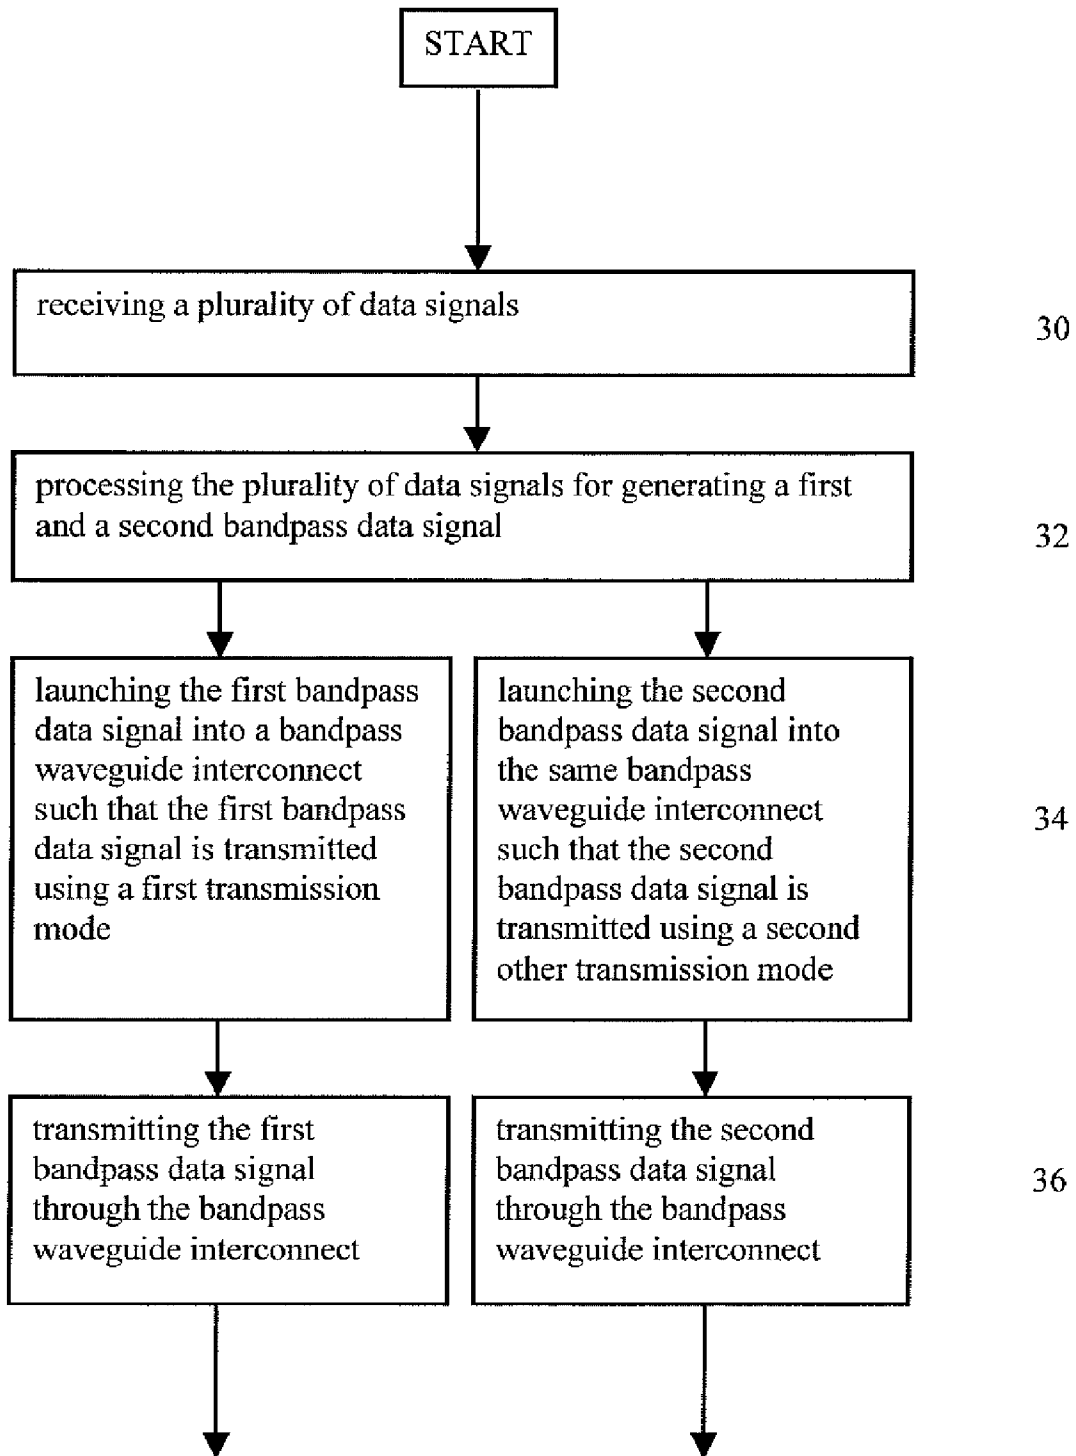 START
receiving a plurality of data signals
30
processing the plurality of data signals for generating a first
and a second bandpass data signal
32
launching the first bandpass
data signal into a bandpass
waveguide interconnect
such that the first bandpass
data signal is transmitted
using a first transmission
mode
launching the second
bandpass data signal into
the same bandpass
waveguide interconnect
such that the second
bandpass data signal is
transmitted using a second
other transmission mode
34
transmitting the first
bandpass data signal
through the bandpass
waveguide interconnect
transmitting the second
bandpass data signal
through the bandpass
waveguide interconnect
36